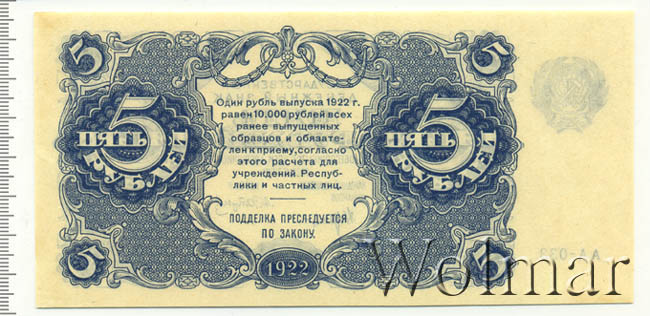 5 5
Один рубль выпуска 1922 г.
равен 10,000 рублей всех
ранее выпущенных
образцов и обязате-
лен к приему, согласно
этого расчета для
учреждений Респуб-
лики и частных лиц.
5 ПЯТЬ РУБЛЕЙ
5 ПЯТЬ РУБЛЕЙ
ПОДДЕЛКА ПРЕСЛЕДУЕТСЯ
ПО ЗАКОНУ.
5 1922 5
Wolmar